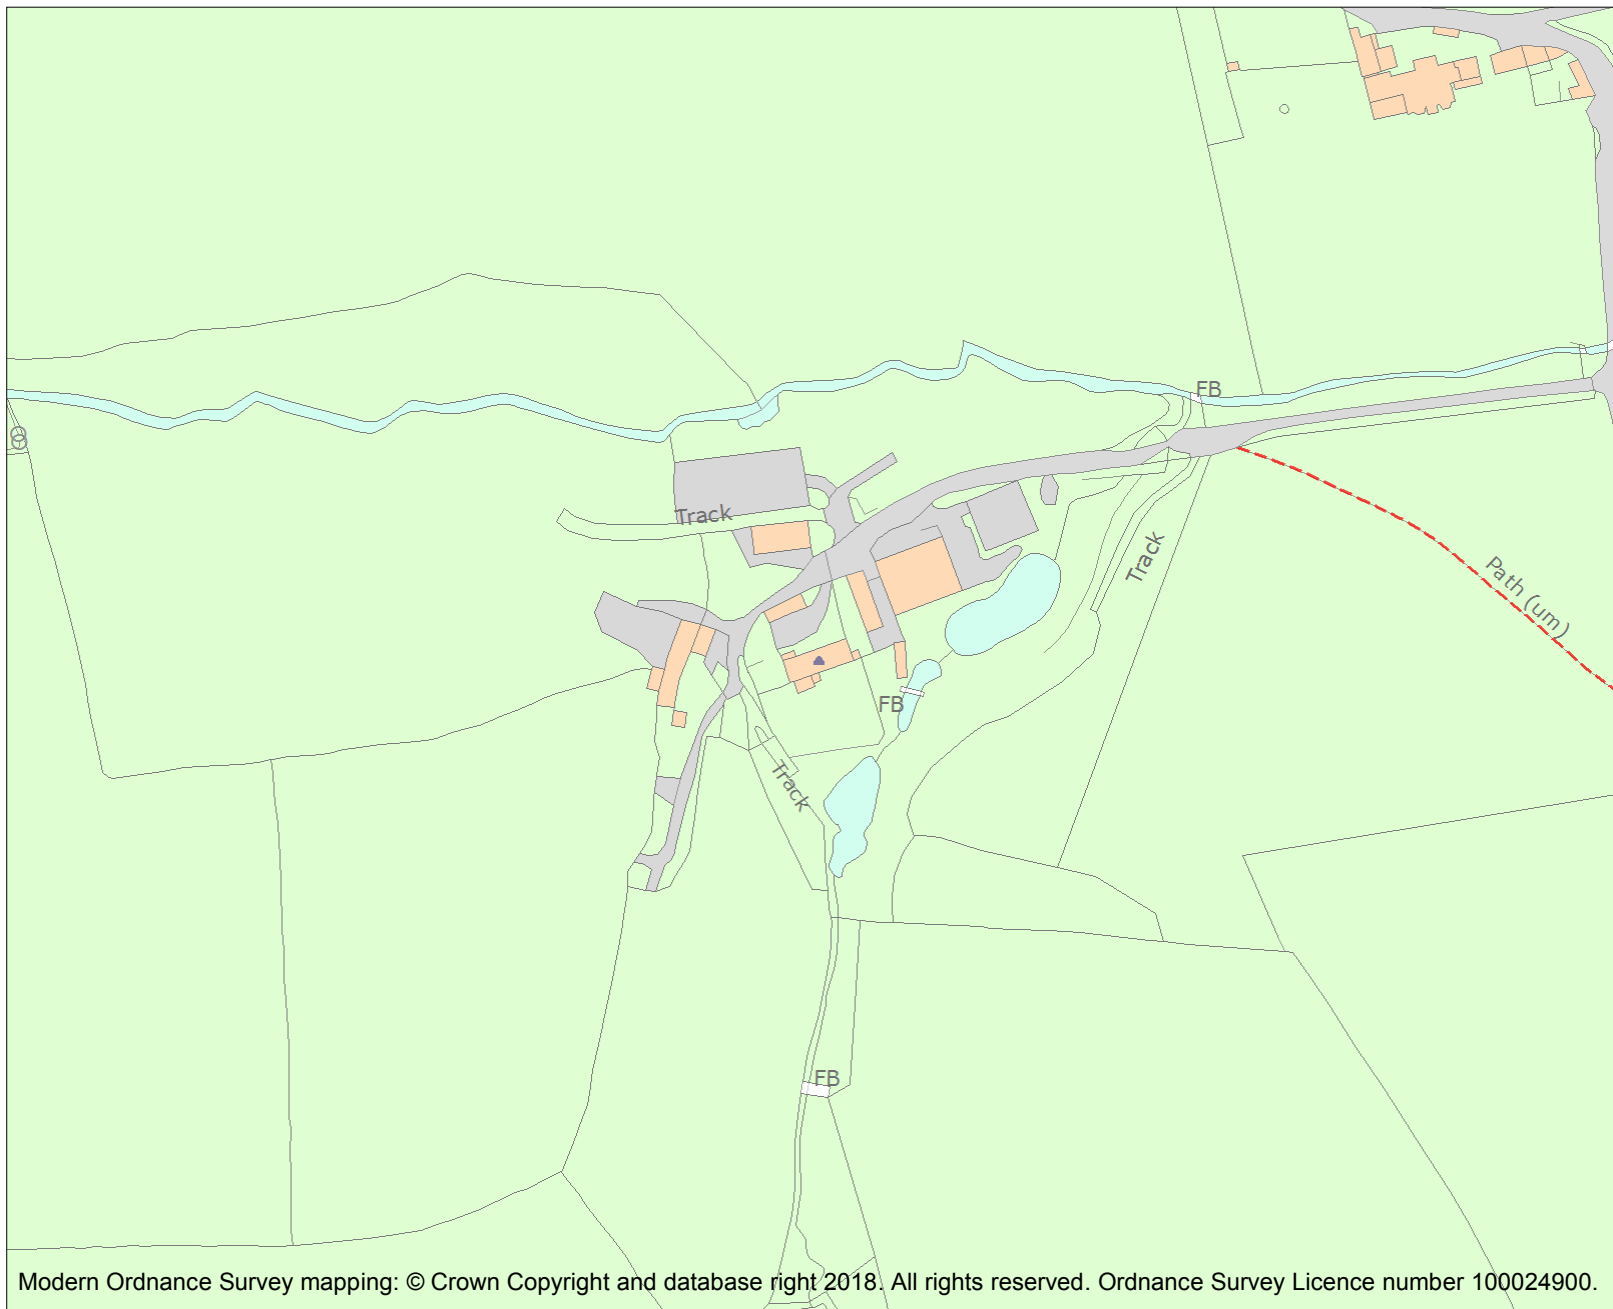 FB
Track
Track
Path (um)
FB
Track
FB
Modern Ordnance Survey mapping: © Crown Copyright and database right 2018. All rights reserved. Ordnance Survey Licence number 100024900.